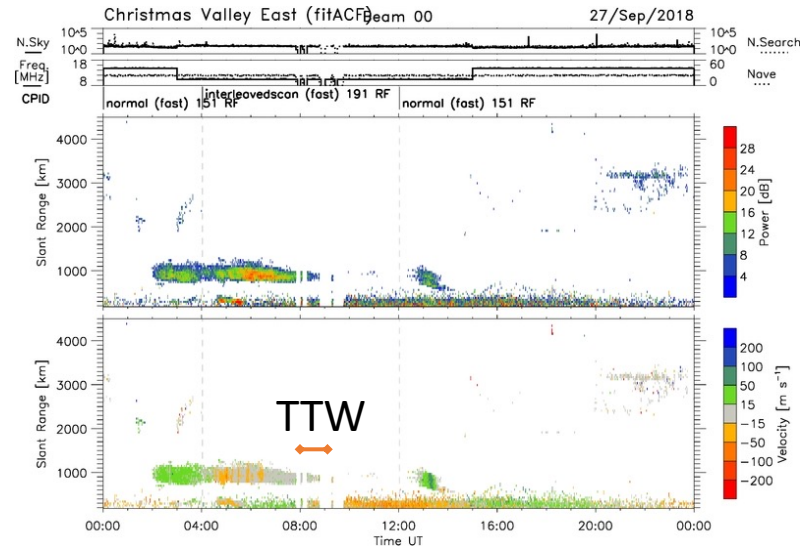 Christmas Valley East (fitACF)
Beam 00
27/Sep/2018
N.Sky
10^5
10^0
10^5
10^0
N.Search
Freq.
[MHz]
18
8
60
0
Nave
CPID
normal (fast) 151 RF
interleavedscan (fast) 191 RF
normal (fast) 151 RF
Slant Range [km]
4000
3000
2000
1000
28
24
20
16
12
8
4
Power [dB]
Slant Range [km]
4000
3000
2000
1000
TTW
200
100
50
15
-15
-50
-100
-200
Velocity [m s⁻¹]
00:00 04:00 08:00 12:00 16:00 20:00 00:00
Time UT